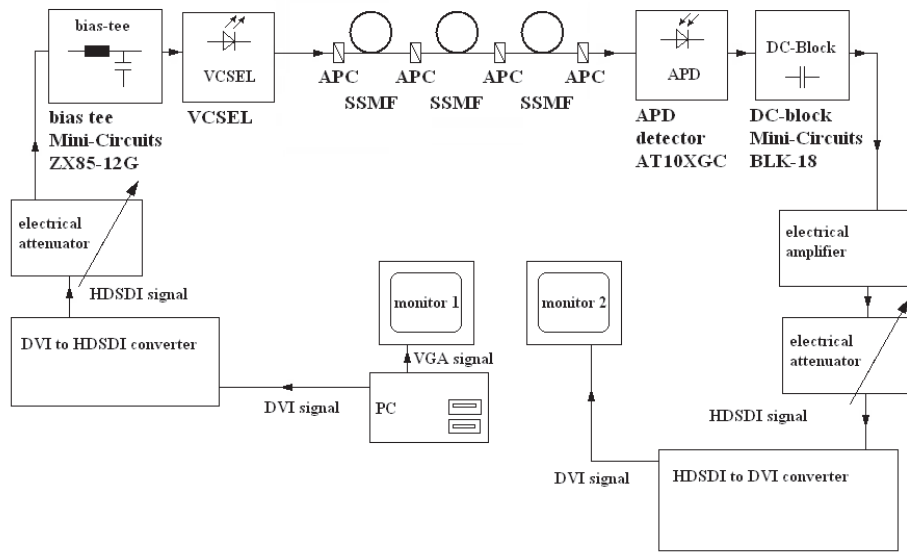 bias-tee
VCSEL
APD
DC-Block
APC
APC
APC
APC
SSMF
SSMF
SSMF
bias tee
Mini-Circuits
ZX85-12G
VCSEL
APD
detector
AT10XGC
DC-block
Mini-Circuits
BLK-18
electrical
attenuator
electrical
amplifier
HDSDI signal
monitor 1
monitor 2
DVI to HDSDI converter
VGA signal
electrical
attenuator
DVI signal
PC
HDSDI signal
DVI signal
HDSDI to DVI converter